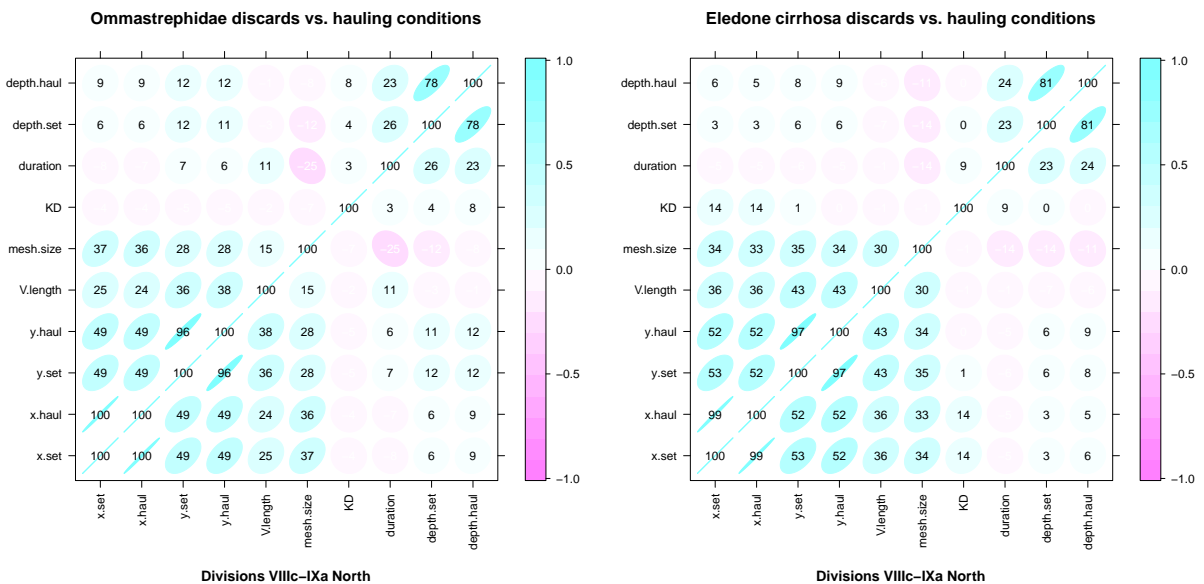 Ommastrephidae discards vs. hauling conditions
depth.haul 9 9 12 12 8 23 78 100
depth.set 6 6 12 11 −12 4 26 100 78
duration 7 6 11 −25 3 100 26 23
KD 100 3 4 8
mesh.size 37 36 28 28 15 100 −25 −12
V.length 25 24 36 38 100 15 11
y.haul 49 49 96 100 38 28 6 11 12
y.set 49 49 100 96 36 28 7 12 12
x.haul 100 100 49 49 24 36 6 9
x.set 100 100 49 49 25 37 6 9
x.set x.haul y.set y.haul V.length mesh.size KD duration depth.set depth.haul
1.0
0.5
0.0
−0.5
−1.0
Divisions VIIIc−IXa North
Eledone cirrhosa discards vs. hauling conditions
depth.haul 6 5 8 9 −11 24 81 100
depth.set 3 3 6 6 −14 0 23 100 81
duration −14 9 100 23 24
KD 14 14 1 100 9 0
mesh.size 34 33 35 34 30 100 −14 −14 −11
V.length 36 36 43 43 100 30
y.haul 52 52 97 100 43 34 6 9
y.set 53 52 100 97 43 35 1 6 8
x.haul 99 100 52 52 36 33 14 3 5
x.set 100 99 53 52 36 34 14 3 6
x.set x.haul y.set y.haul V.length mesh.size KD duration depth.set depth.haul
1.0
0.5
0.0
−0.5
−1.0
Divisions VIIIc−IXa North